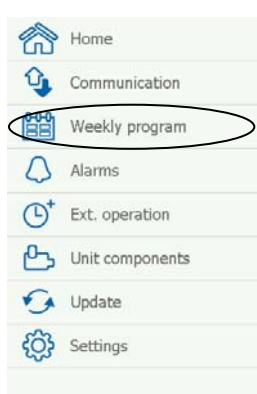 Home
Communication
Weekly program
Alarms
Ext. operation
Unit components
Update
Settings